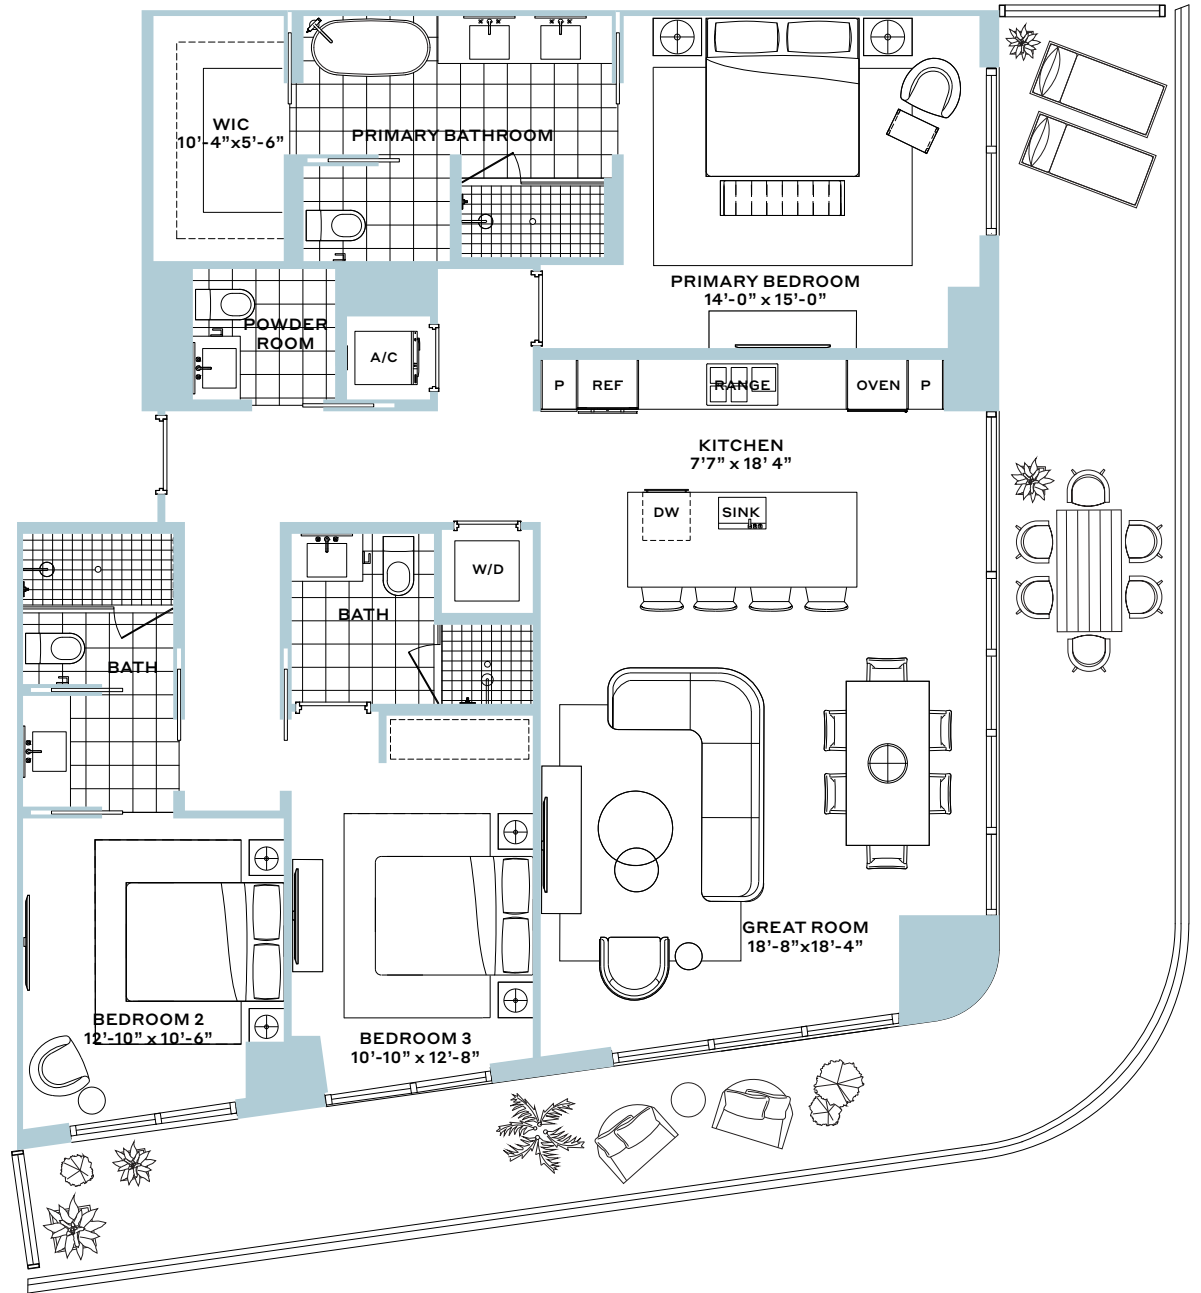 WIC
10’-4”x5’-6”
PRIMARY BATHROOM
PRIMARY BEDROOM
14’-0” x 15’-0”
POWDER
ROOM
A/C
P
REF
RANGE
OVEN
P
KITCHEN
7’7” x 18’ 4”
DW
SINK
W/D
BATH
BATH
GREAT ROOM
18’-8”x18’-4”
BEDROOM 2
12’-10” x 10’-6”
BEDROOM 3
10’-10” x 12’-8”